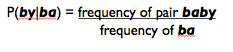 P(by|ba) = frequency of pair baby
frequency of ba